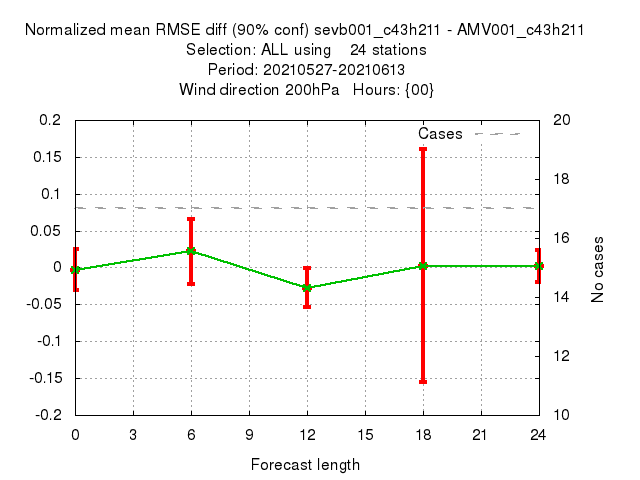 Normalized mean RMSE diff (90% conf) sevb001_c43h211 - AMV001_c43h211
Selection: ALL using    24 stations
Period: 20210527-20210613
Wind direction 200hPa   Hours: {00}
Cases
0.2
0.15
0.1
0.05
0
-0.05
-0.1
-0.15
-0.2
20
18
16
14
12
10
No cases
0 3 6 9 12 15 18 21 24
Forecast length